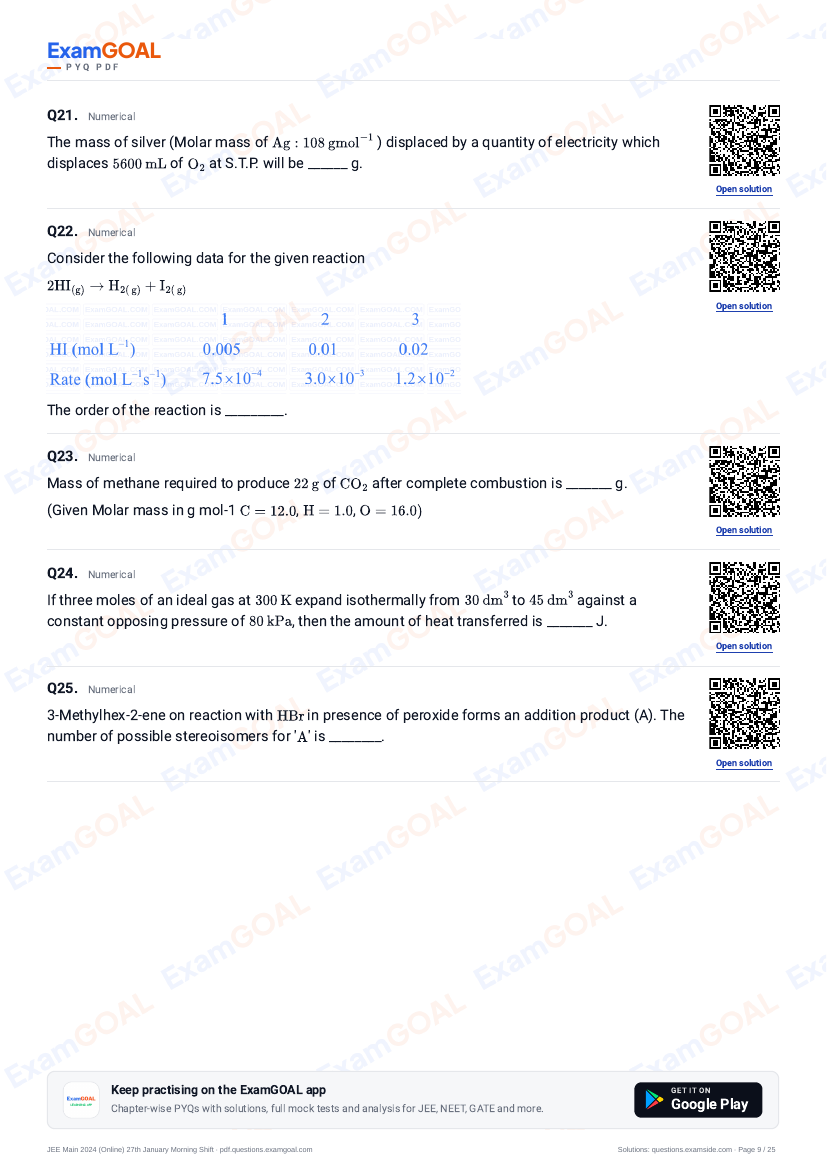 ExamGOAL
PYQ PDF
Q21. Numerical
The mass of silver (Molar mass of Ag : 108 gmol⁻¹ ) displaced by a quantity of electricity which
displaces 5600 mL of O₂ at S.T.P. will be ______ g.
Open solution
Q22. Numerical
Consider the following data for the given reaction
2HI(g) → H₂(g) + I₂(g)
1 2 3
HI (mol L⁻¹) 0.005 0.01 0.02
Rate (mol L⁻¹s⁻¹) 7.5×10⁻⁴ 3.0×10⁻³ 1.2×10⁻²
The order of the reaction is _________.
Open solution
Q23. Numerical
Mass of methane required to produce 22 g of CO₂ after complete combustion is _______ g.
(Given Molar mass in g mol-1 C = 12.0, H = 1.0, O = 16.0)
Open solution
Q24. Numerical
If three moles of an ideal gas at 300 K expand isothermally from 30 dm³ to 45 dm³ against a
constant opposing pressure of 80 kPa, then the amount of heat transferred is _______ J.
Open solution
Q25. Numerical
3-Methylhex-2-ene on reaction with HBr in presence of peroxide forms an addition product (A). The
number of possible stereoisomers for 'A' is ________.
Open solution
ExamGOAL
Keep practising on the ExamGOAL app
Chapter-wise PYQs with solutions, full mock tests and analysis for JEE, NEET, GATE and more.
GET IT ON
Google Play
JEE Main 2024 (Online) 27th January Morning Shift · pdf.questions.examgoal.com
Solutions: questions.examside.com · Page 9 / 25